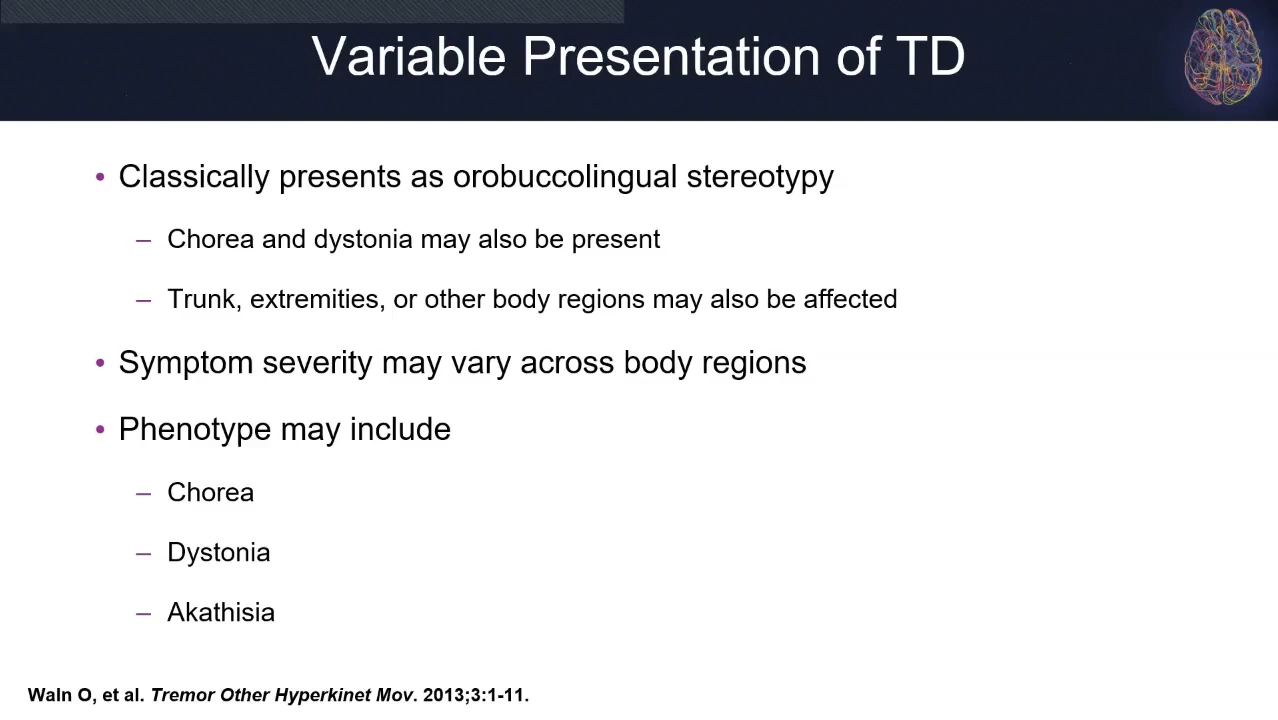 Variable Presentation of TD
• Classically presents as orobuccolingual stereotypy
– Chorea and dystonia may also be present
– Trunk, extremities, or other body regions may also be affected
• Symptom severity may vary across body regions
• Phenotype may include
– Chorea
– Dystonia
– Akathisia
Waln O, et al. Tremor Other Hyperkinet Mov. 2013;3:1-11.